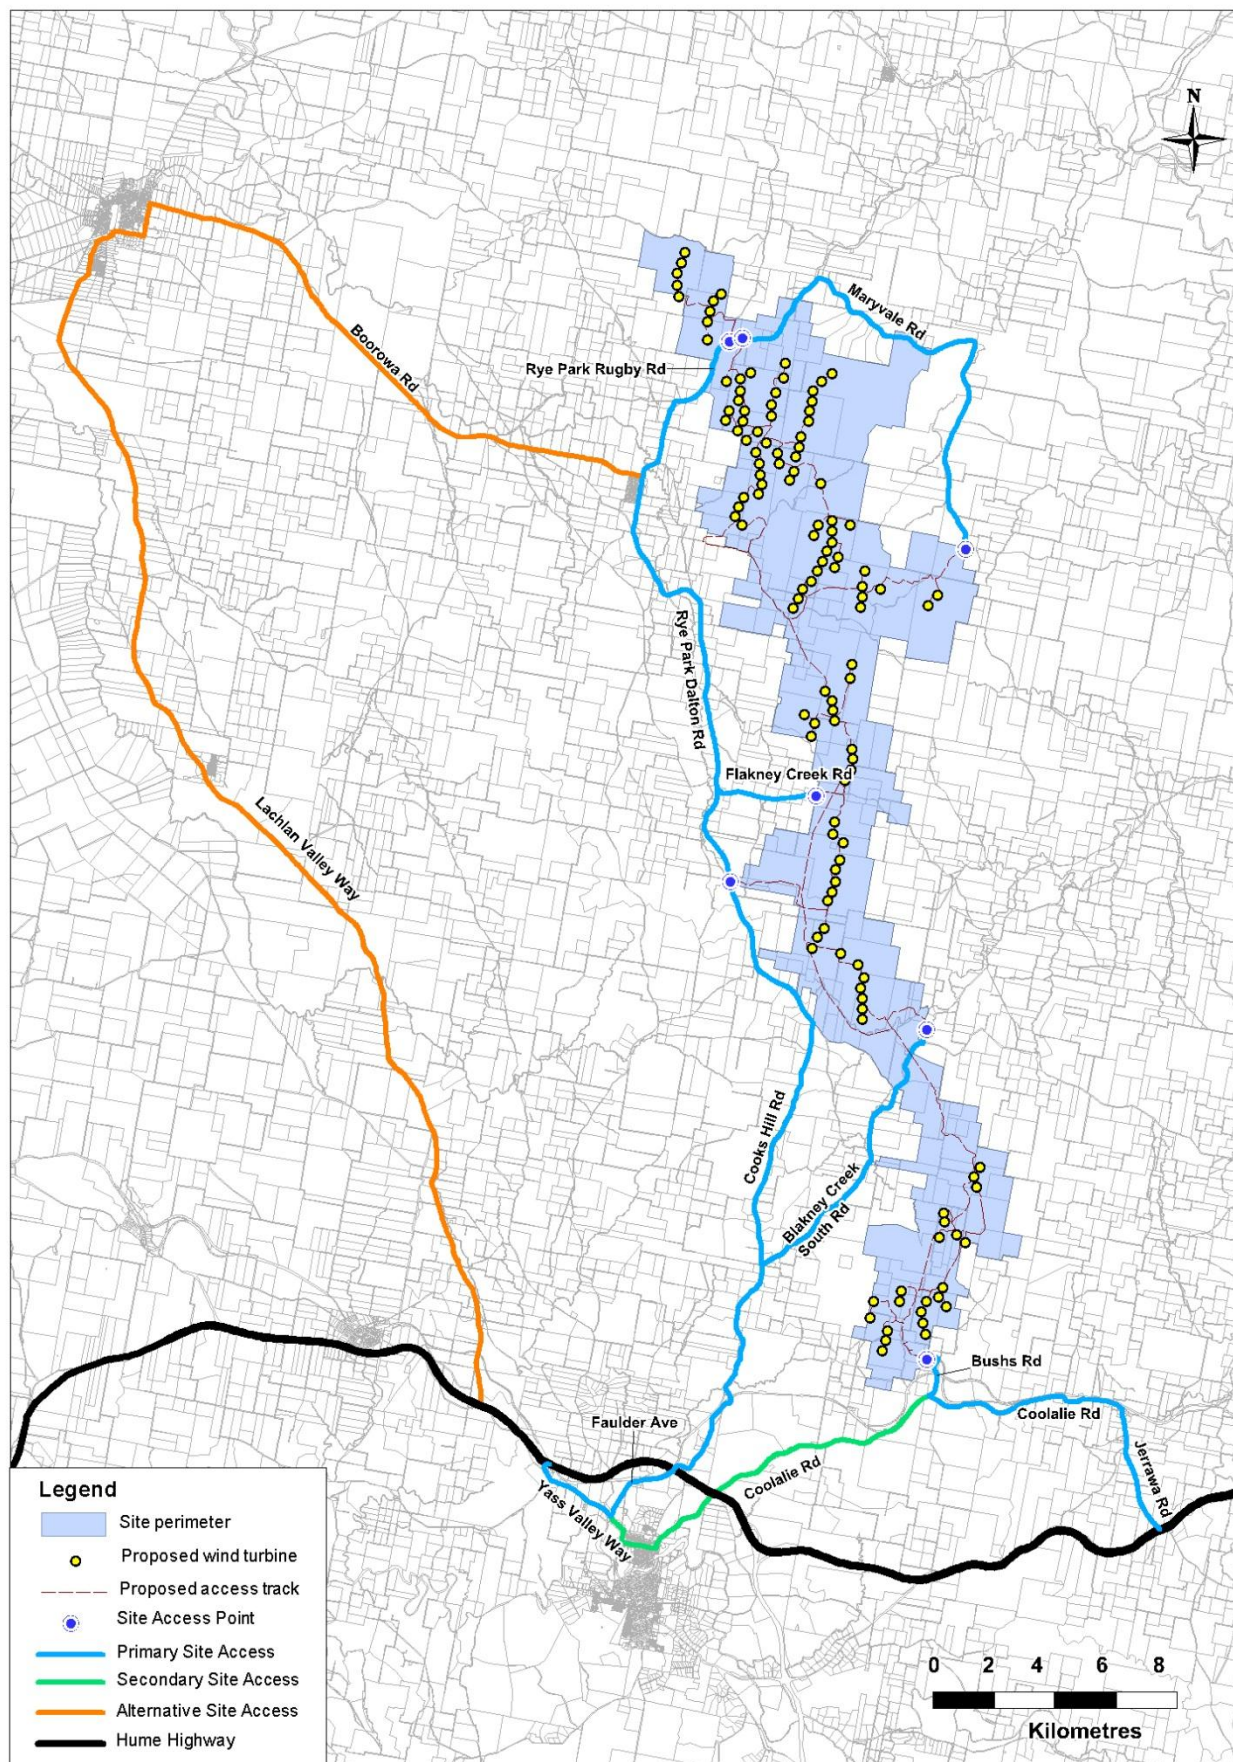 N
Maryvale Rd
Rye Park Rugby Rd
Boorowa Rd
Rye Park Dalton Rd
Flakney Creek Rd
Lachlan Valley Way
Cooks Hill Rd
Blakney Creek
South Rd
Bushs Rd
Coolalie Rd
Faulder Ave
Coolalie Rd
Jerrawa Rd
Yass Valley Way
Legend
Site perimeter
Proposed wind turbine
Proposed access track
Site Access Point
Primary Site Access
Secondary Site Access
Alternative Site Access
Hume Highway
0 2 4 6 8
Kilometres